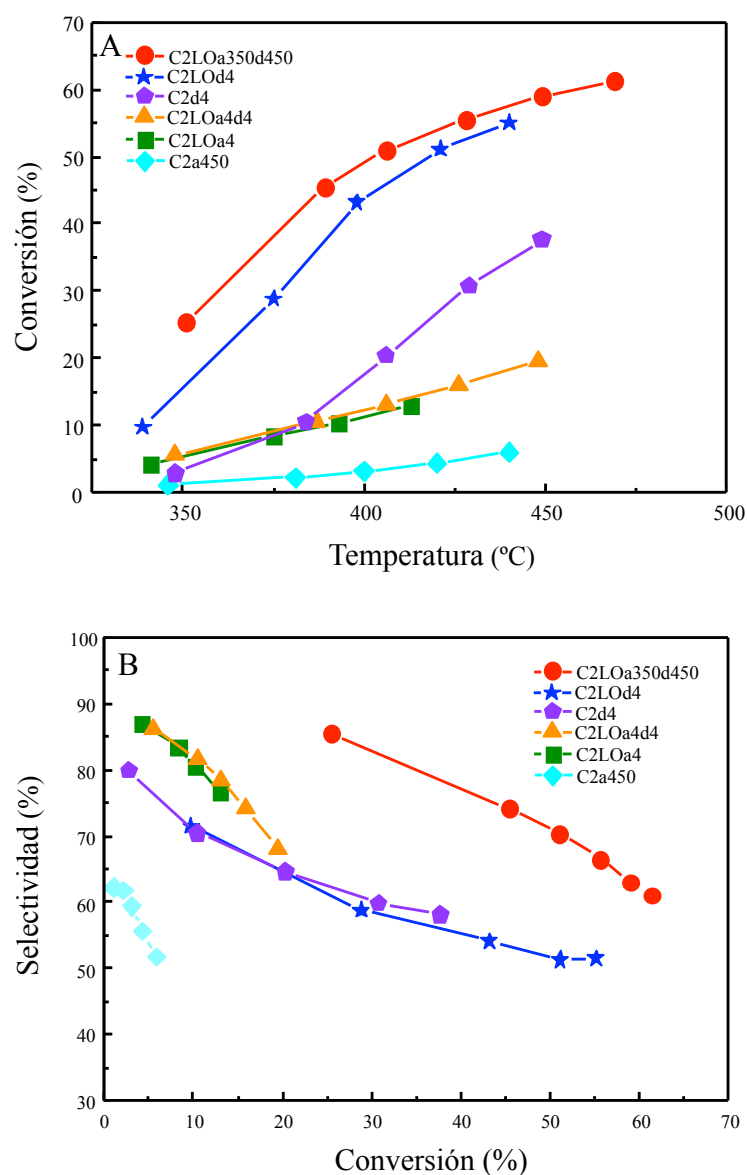 A
C2LOa350d450
C2LOd4
C2d4
C2LOa4d4
C2LOa4
C2a450
Conversión (%)
70
60
50
40
30
20
10
0
350
400
450
500
Temperatura (ºC)
B
C2LOa350d450
C2LOd4
C2d4
C2LOa4d4
C2LOa4
C2a450
Selectividad (%)
100
90
80
70
60
50
40
30
0
10
20
30
40
50
60
70
Conversión (%)